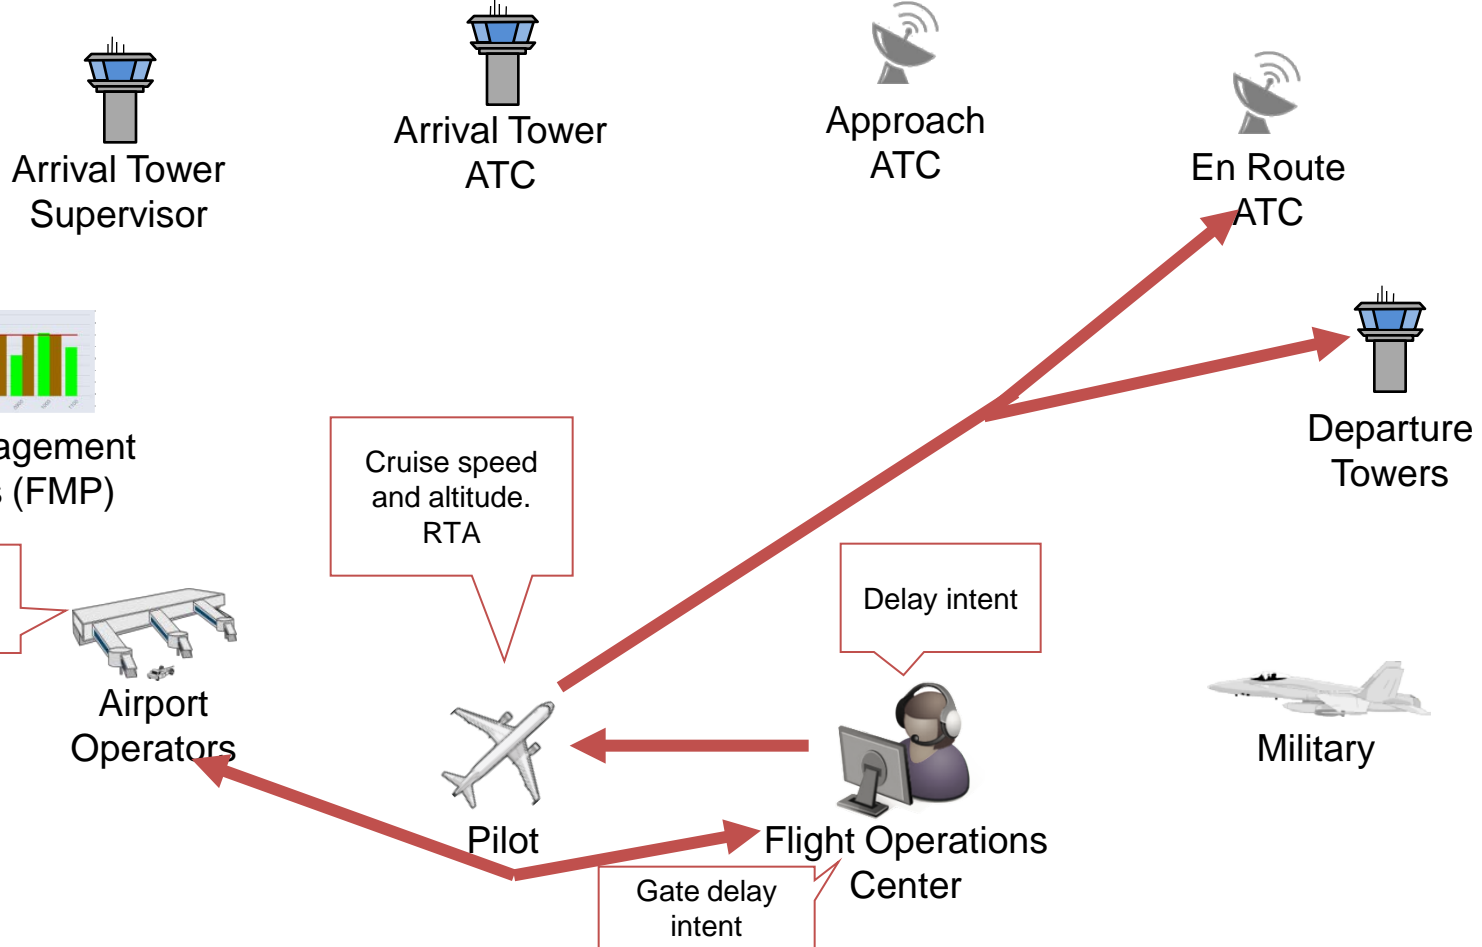 Arrival Tower
Supervisor
Arrival Tower
ATC
Approach
ATC
En Route
ATC
Departure
Towers
agement
s (FMP)
Cruise speed
and altitude.
RTA
Delay intent
Airport
Operators
Pilot
Flight Operations
Center
Gate delay
intent
Military